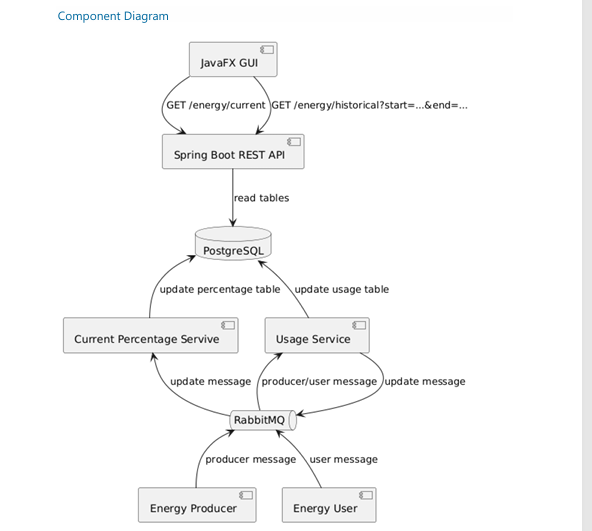 Component Diagram
JavaFX GUI
GET /energy/current
GET /energy/historical?start=...&end=...
Spring Boot REST API
read tables
PostgreSQL
update percentage table
update usage table
Current Percentage Servive
Usage Service
update message
producer/user message
update message
RabbitMQ
producer message
user message
Energy Producer
Energy User